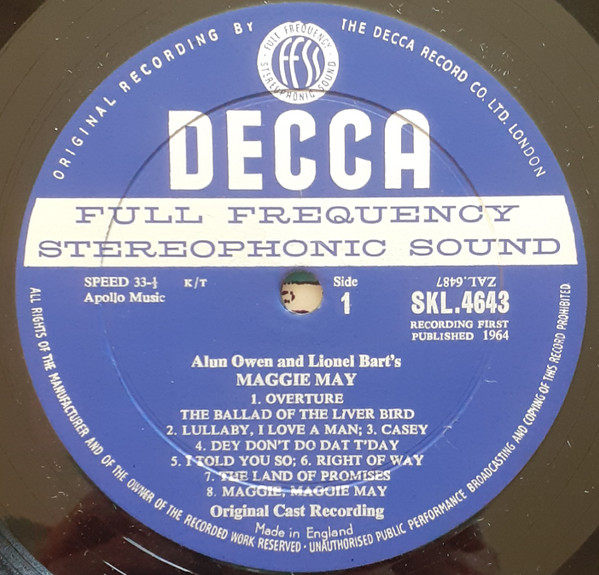 ORIGINAL RECORDING BY THE DECCA RECORD CO. LTD. LONDON
FULL FREQUENCY
ffss
STEREOPHONIC SOUND
DECCA
FULL FREQUENCY
STEREOPHONIC SOUND
SPEED 33-⅓ K/T
Apollo Music
Side
1
ZAL.6487
SKL.4643
RECORDING FIRST
PUBLISHED 1964
Alun Owen and Lionel Bart's
MAGGIE MAY
1. OVERTURE
THE BALLAD OF THE LIVER BIRD
2. LULLABY, I LOVE A MAN; 3. CASEY
4. DEY DON'T DO DAT T'DAY
5. I TOLD YOU SO; 6. RIGHT OF WAY
7. THE LAND OF PROMISES
8. MAGGIE, MAGGIE MAY
Original Cast Recording
Made in England
ALL RIGHTS OF THE MANUFACTURER AND OF THE OWNER OF THE RECORDED WORK RESERVED · UNAUTHORISED PUBLIC PERFORMANCE BROADCASTING AND COPYING OF THIS RECORD PROHIBITED